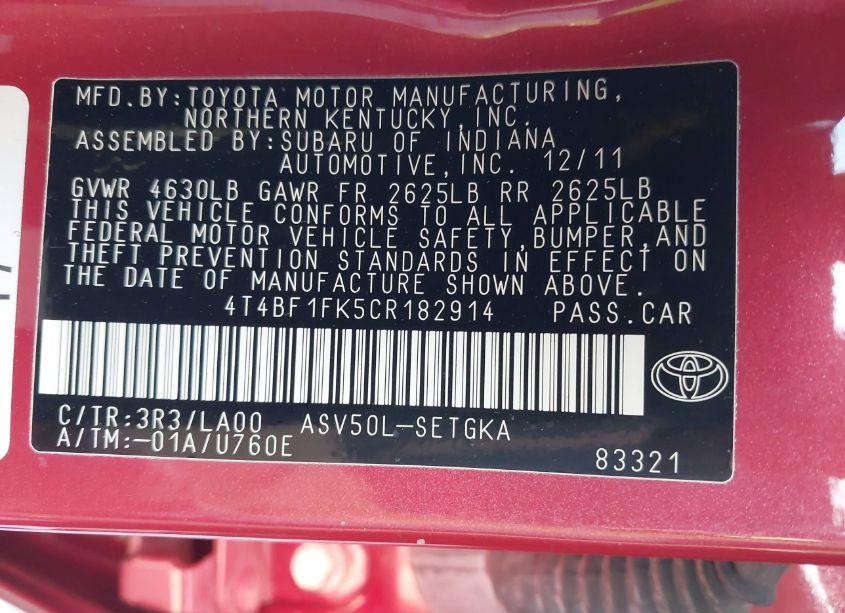 MFD.BY:TOYOTA MOTOR MANUFACTURING,
NORTHERN KENTUCKY,INC.
ASSEMBLED BY:SUBARU OF INDIANA
AUTOMOTIVE,INC. 12/11
GVWR 4630LB GAWR FR 2625LB RR 2625LB
THIS VEHICLE CONFORMS TO ALL APPLICABLE
FEDERAL MOTOR VEHICLE SAFETY,BUMPER,AND
THEFT PREVENTION STANDARDS IN EFFECT ON
THE DATE OF MANUFACTURE SHOWN ABOVE.
4T4BF1FK5CR182914 PASS.CAR
C/TR:3R3/LA00 ASV50L-SETGKA
A/TM:-01A/U760E
83321